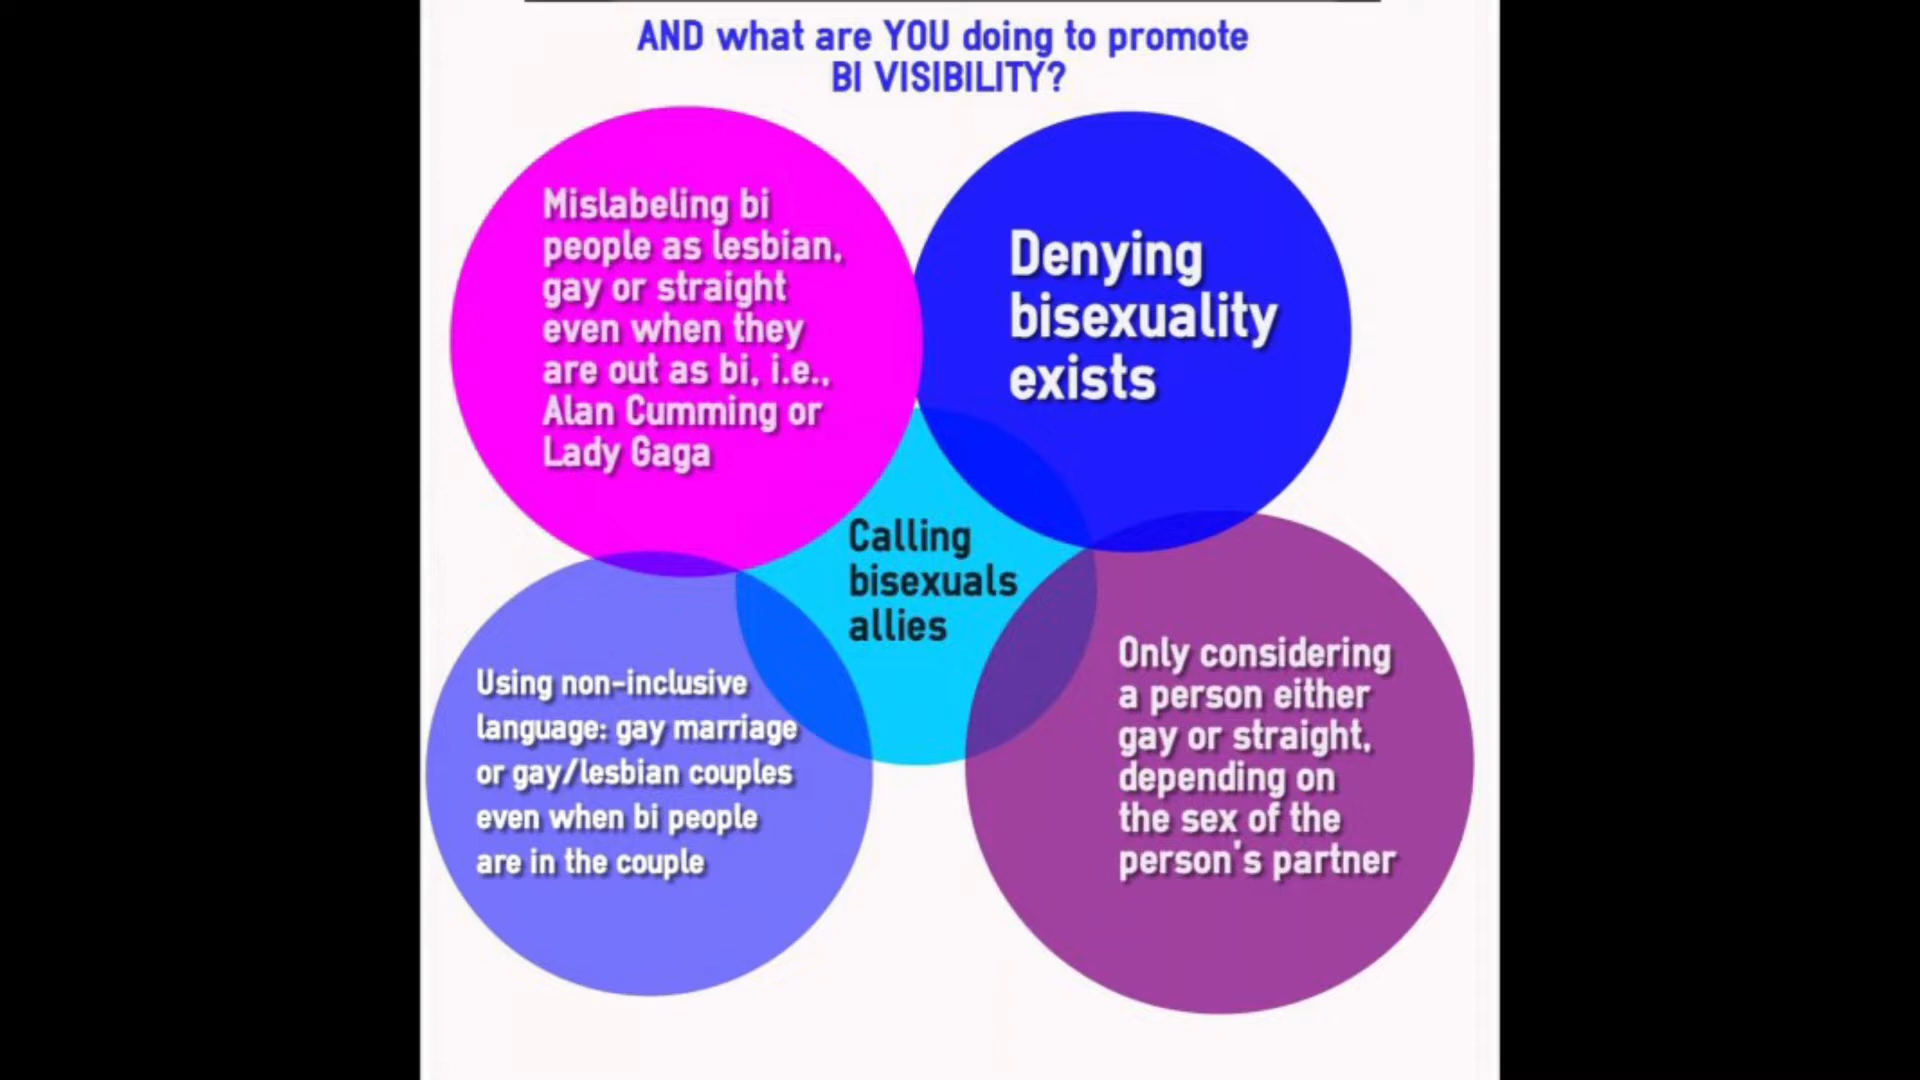 AND what are YOU doing to promote
BI VISIBILITY?
Mislabeling bi
people as lesbian,
gay or straight
even when they
are out as bi, i.e.,
Alan Cumming or
Lady Gaga
Denying
bisexuality
exists
Calling
bisexuals
allies
Using non-inclusive
language: gay marriage
or gay/lesbian couples
even when bi people
are in the couple
Only considering
a person either
gay or straight,
depending on
the sex of the
person's partner